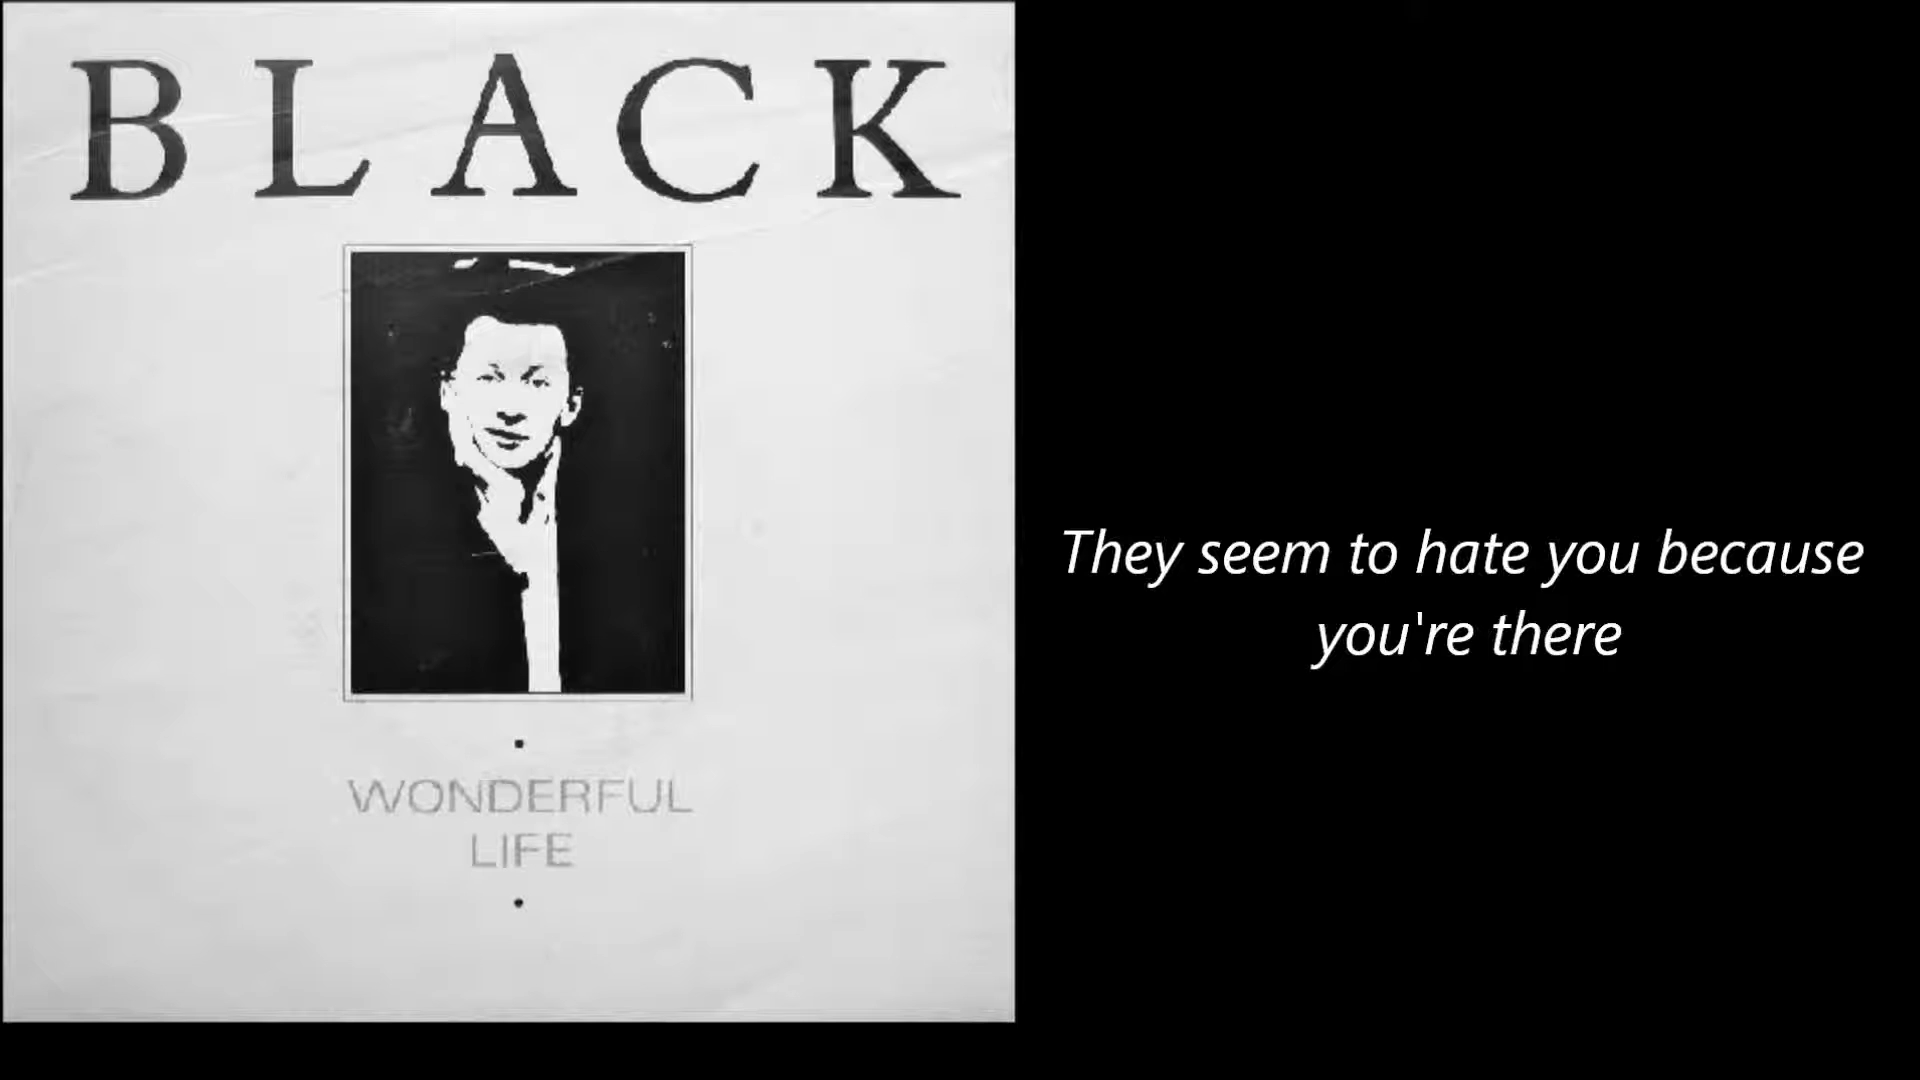 BLACK
WONDERFUL
LIFE
They seem to hate you because
you're there